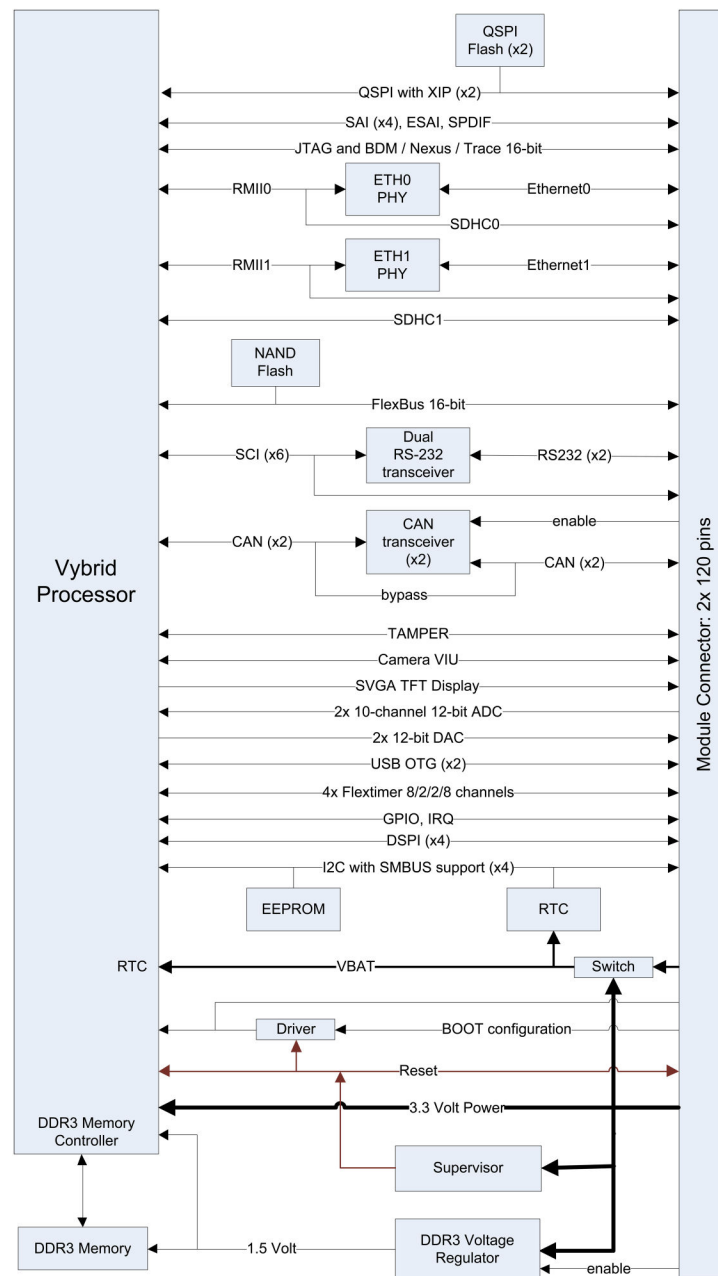 QSPI
Flash (x2)
QSPI with XIP (x2)
SAI (x4), ESAI, SPDIF
JTAG and BDM / Nexus / Trace 16-bit
RMII0
ETH0
PHY
Ethernet0
SDHC0
RMII1
ETH1
PHY
Ethernet1
SDHC1
NAND
Flash
FlexBus 16-bit
SCI (x6)
Dual
RS-232
transceiver
RS232 (x2)
enable
CAN (x2)
CAN
transceiver
(x2)
CAN (x2)
bypass
Vybrid
Processor
Module Connector: 2x 120 pins
TAMPER
Camera VIU
SVGA TFT Display
2x 10-channel 12-bit ADC
2x 12-bit DAC
USB OTG (x2)
4x Flextimer 8/2/2/8 channels
GPIO, IRQ
DSPI (x4)
I2C with SMBUS support (x4)
EEPROM
RTC
RTC
VBAT
Switch
Driver
BOOT configuration
Reset
3.3 Volt Power
DDR3 Memory
Controller
Supervisor
DDR3 Memory
1.5 Volt
DDR3 Voltage
Regulator
enable